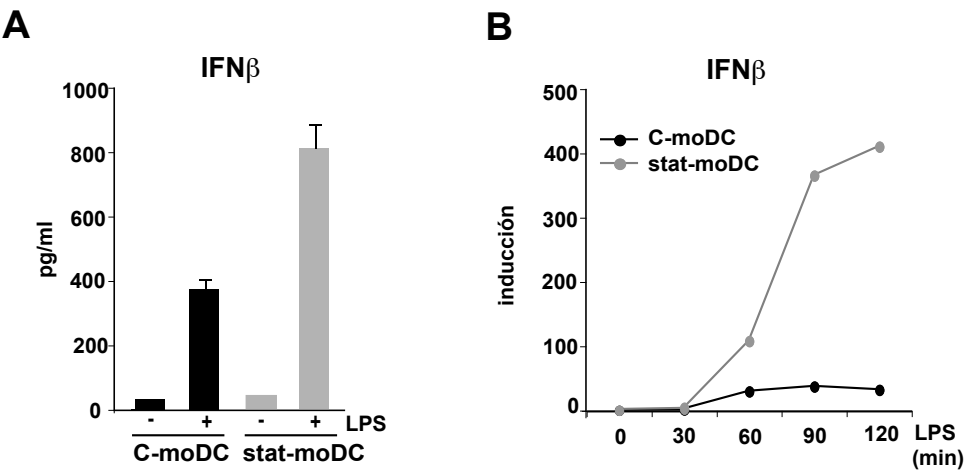 A
IFNβ
1000
800
600
400
200
0
pg/ml
- + - + LPS
C-moDC stat-moDC
B
IFNβ
500
400
300
200
100
0
inducción
C-moDC
stat-moDC
0 30 60 90 120 LPS
(min)